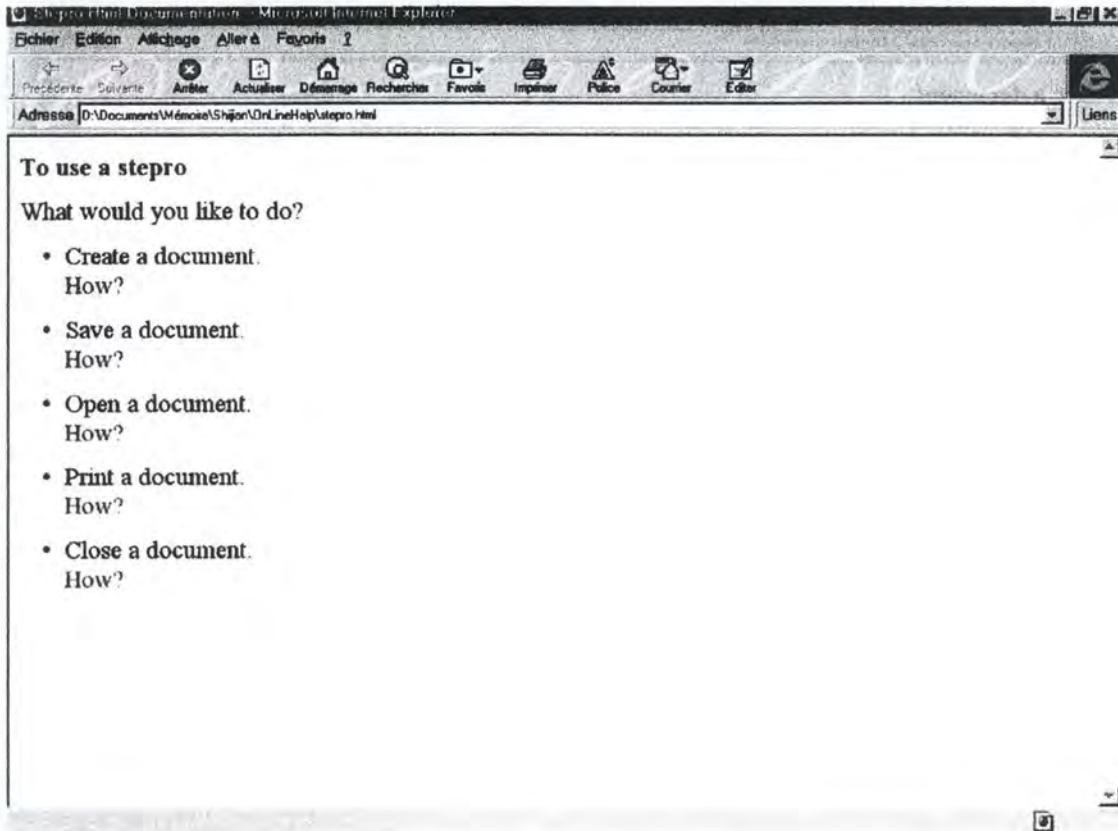 Stepro Html Documentation - Microsoft Internet Explorer
Fichier Edition Affichage Aller à Favoris ?
Précédente Suivante Arrêter Actualiser Démarrage Rechercher Favoris Imprimer Police Courrier Editer
Adresse D:\Documents\Mémoire\Shijian\OnLineHelp\stepro.html Liens
To use a stepro
What would you like to do?
• Create a document.
How?
• Save a document.
How?
• Open a document.
How?
• Print a document.
How?
• Close a document.
How?